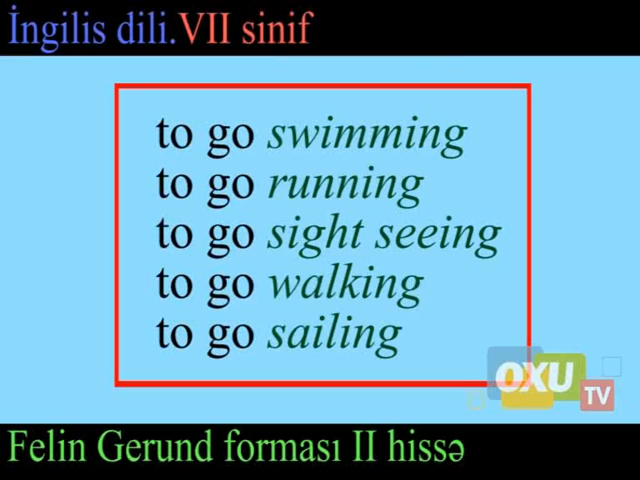 İngilis dili.VII sinif
to go swimming
to go running
to go sight seeing
to go walking
to go sailing
OXU
TV
Felin Gerund forması II hissə